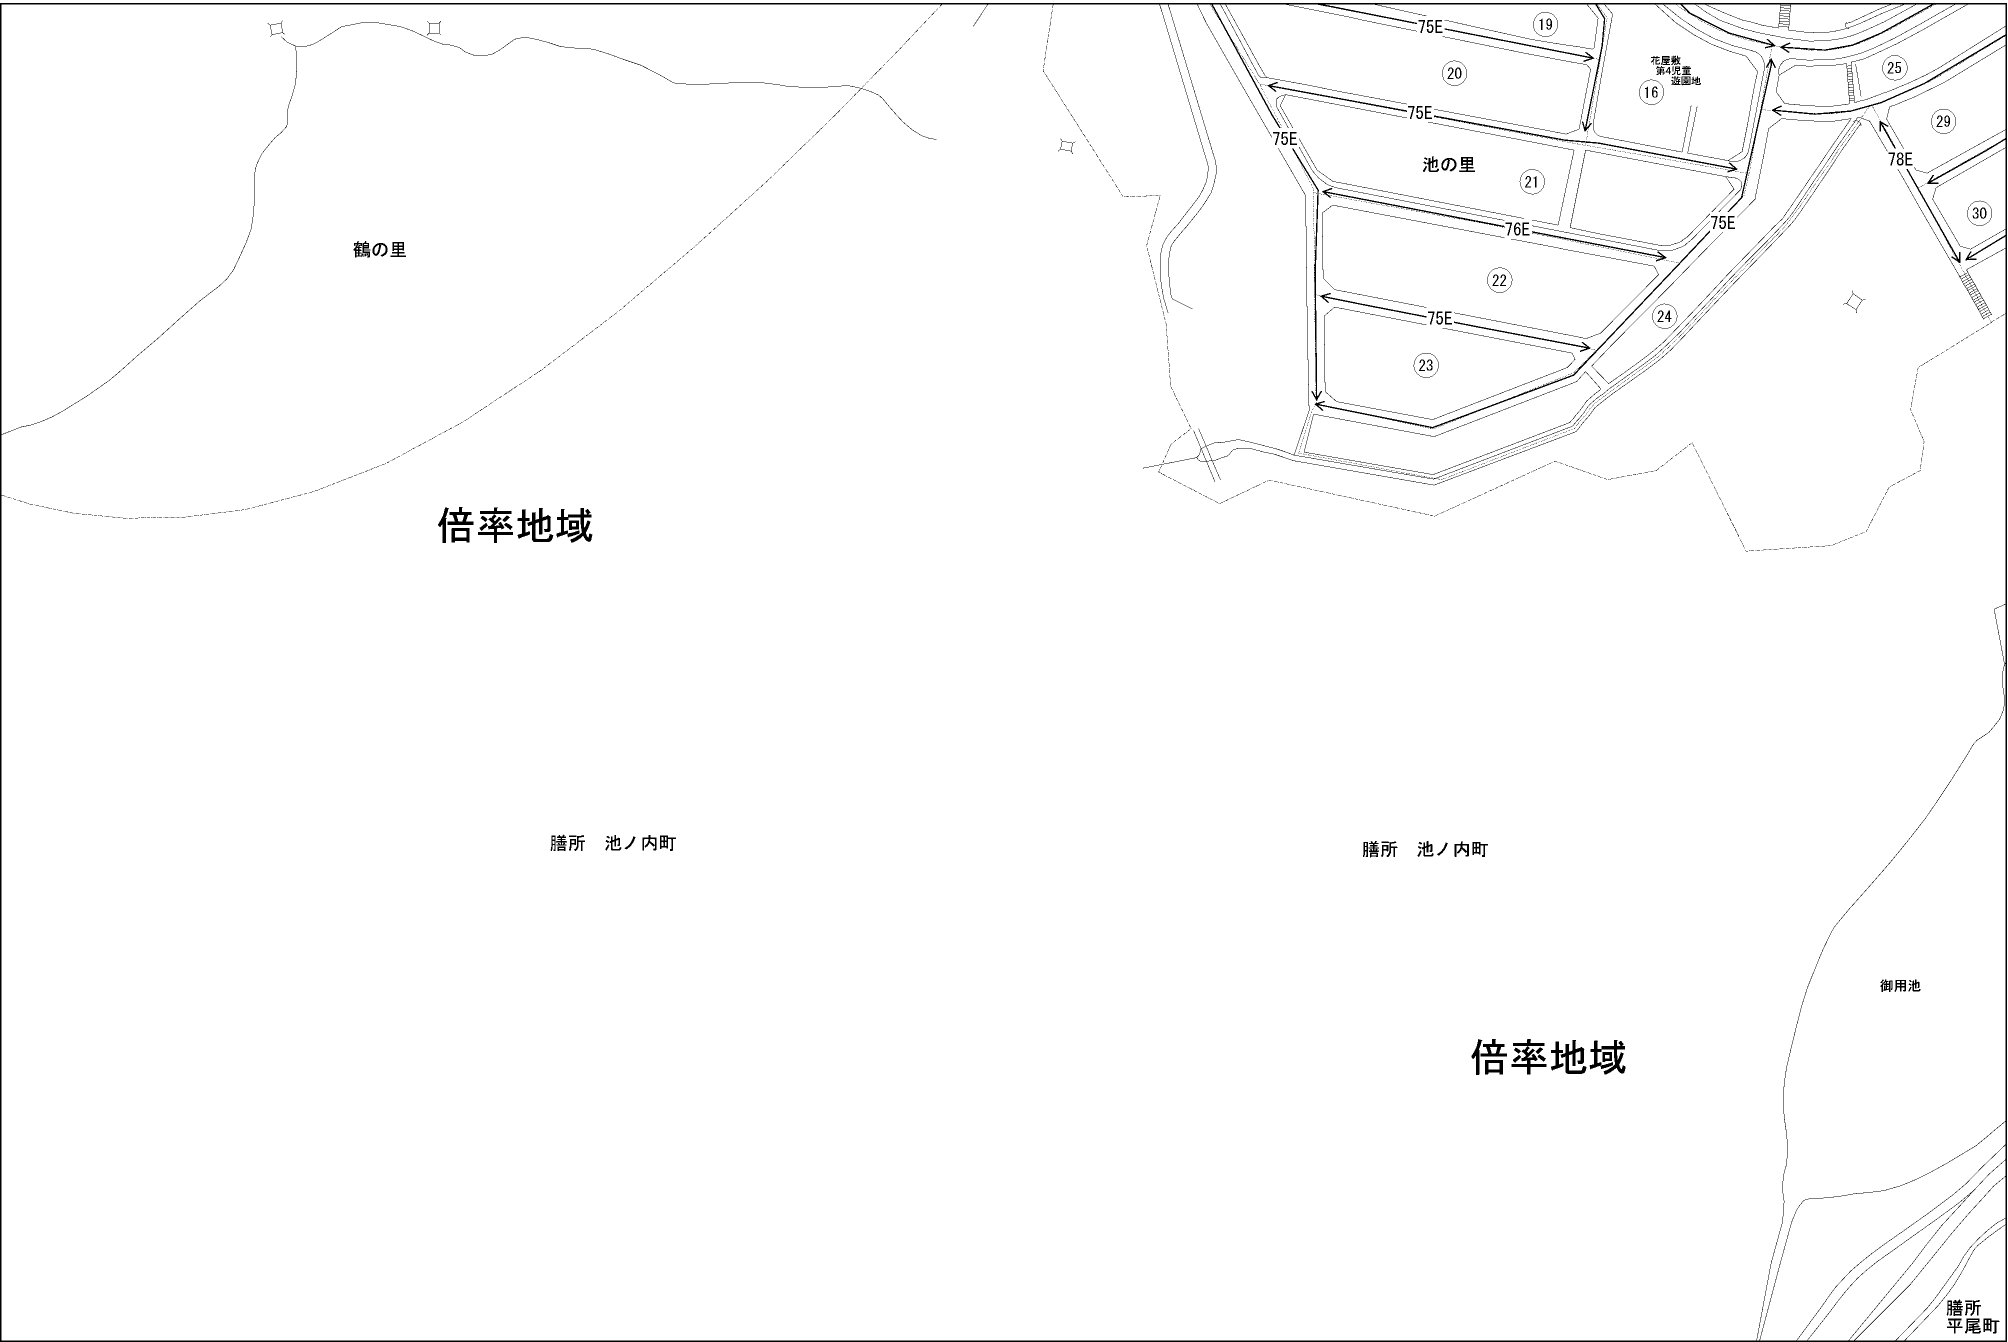 75E
19
20
花屋敷
第4児童
遊園地
16
25
75E
29
75E
78E
池の里
21
30
75E
76E
鶴の里
22
24
75E
23
倍率地域
膳所　池ノ内町
膳所　池ノ内町
御用池
倍率地域
膳所
平尾町